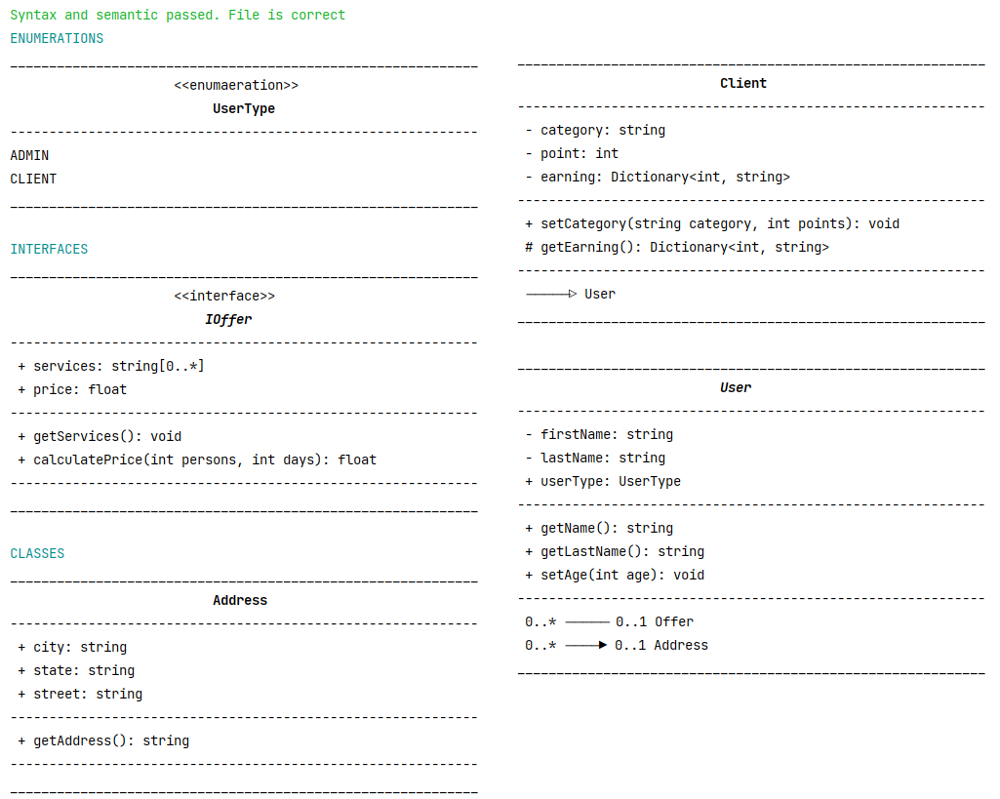 Syntax and semantic passed. File is correct
ENUMERATIONS
<<enumaeration>>
UserType
ADMIN
CLIENT
INTERFACES
<<interface>>
IOffer
+ services: string[0..*]
+ price: float
+ getServices(): void
+ calculatePrice(int persons, int days): float
CLASSES
Address
+ city: string
+ state: string
+ street: string
+ getAddress(): string
Client
- category: string
- point: int
- earning: Dictionary<int, string>
+ setCategory(string category, int points): void
# getEarning(): Dictionary<int, string>
User
User
- firstName: string
- lastName: string
+ userType: UserType
+ getName(): string
+ getLastName(): string
+ setAge(int age): void
0..* ───── 0..1 Offer
0..* ────▶ 0..1 Address